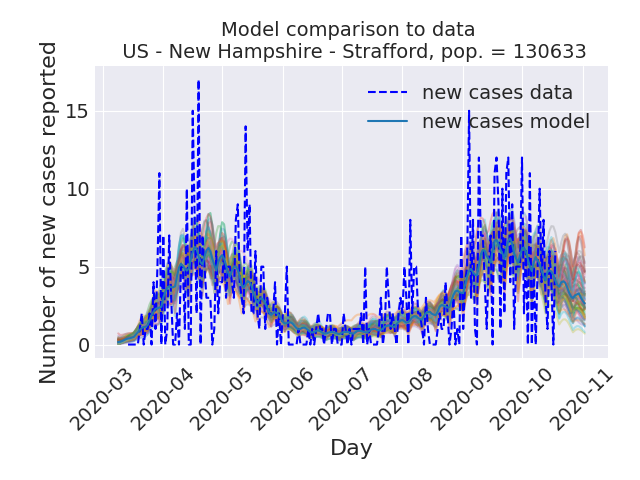 Model comparison to data
US - New Hampshire - Strafford, pop. = 130633
Number of new cases reported
15
10
5
0
new cases data
new cases model
2020-03
2020-04
2020-05
2020-06
2020-07
2020-08
2020-09
2020-10
2020-11
Day